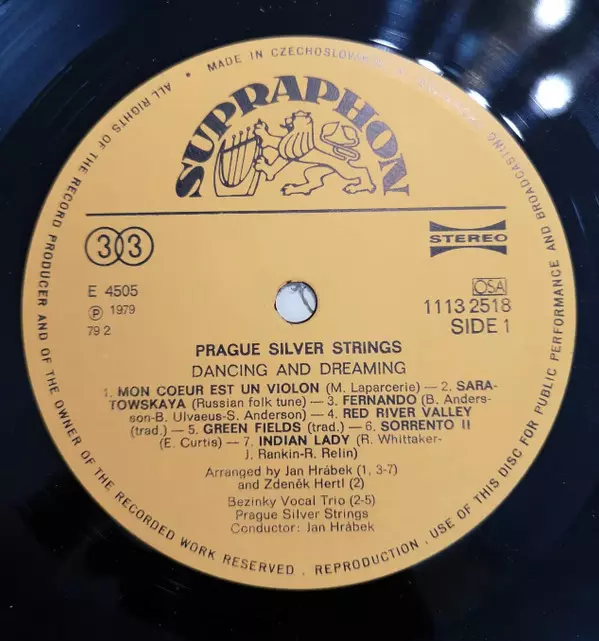 ALL RIGHTS OF THE RECORD PRODUCER AND OF THE OWNER OF THE RECORDED WORK RESERVED . REPRODUCTION . USE OF THIS DISC FOR PUBLIC PERFORMANCE AND BROADCASTING
* MADE IN CZECHOSLOVAKIA
SUPRAPHON
33
STEREO
E 4505
Ⓟ 1979
79 2
OSA
1113 2518
SIDE 1
PRAGUE SILVER STRINGS
DANCING AND DREAMING
1. MON COEUR EST UN VIOLON (M. Laparcerie) — 2. SARA-
TOWSKAYA (Russian folk tune) — 3. FERNANDO (B. Anders-
son-B. Ulvaeus-S. Anderson) — 4. RED RIVER VALLEY
(trad.) — 5. GREEN FIELDS (trad.) — 6. SORRENTO II
(E. Curtis) — 7. INDIAN LADY (R. Whittaker-
J. Rankin-R. Relin)
Arranged by Jan Hrábek (1, 3-7)
and Zdeněk Hertl (2)
Bezinky Vocal Trio (2-5)
Prague Silver Strings
Conductor: Jan Hrábek